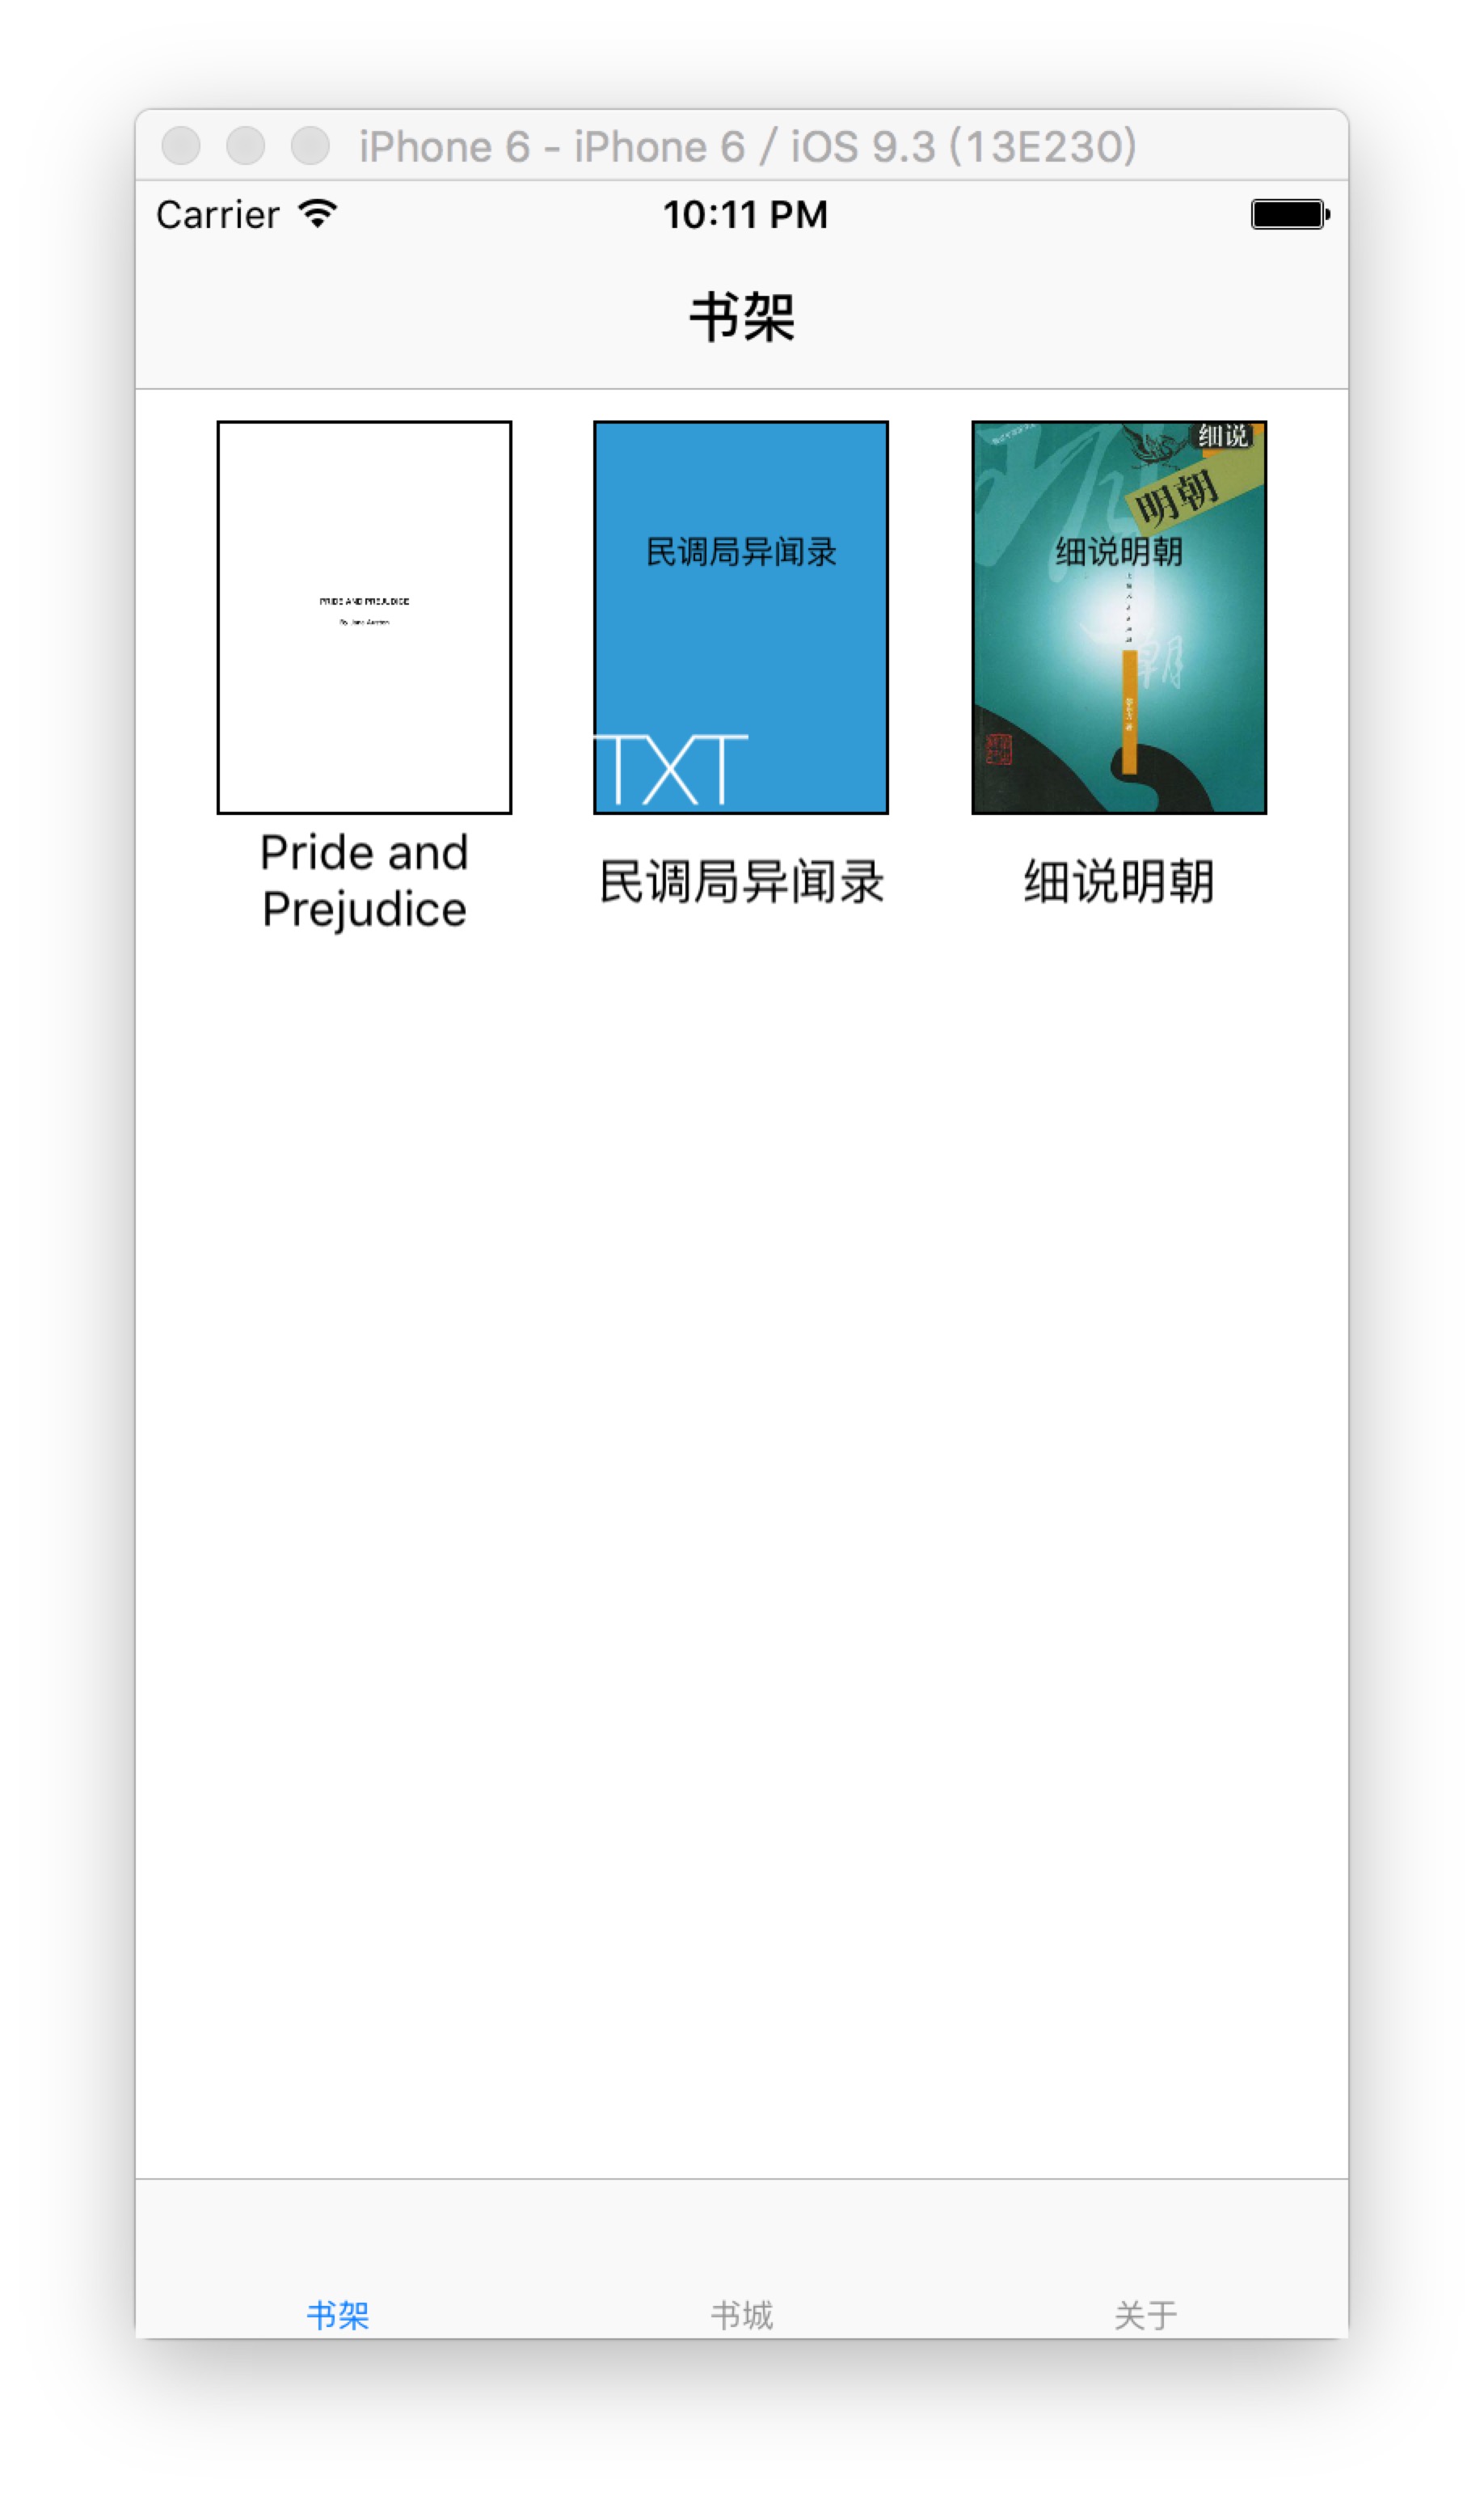 iPhone 6 - iPhone 6 / iOS 9.3 (13E230)
Carrier
10:11 PM
书架
PRIDE AND PREJUDICE
By Jane Austen
民调局异闻录
TXT
细说
明朝
细说明朝
Pride and
Prejudice
民调局异闻录
细说明朝
书架
书城
关于